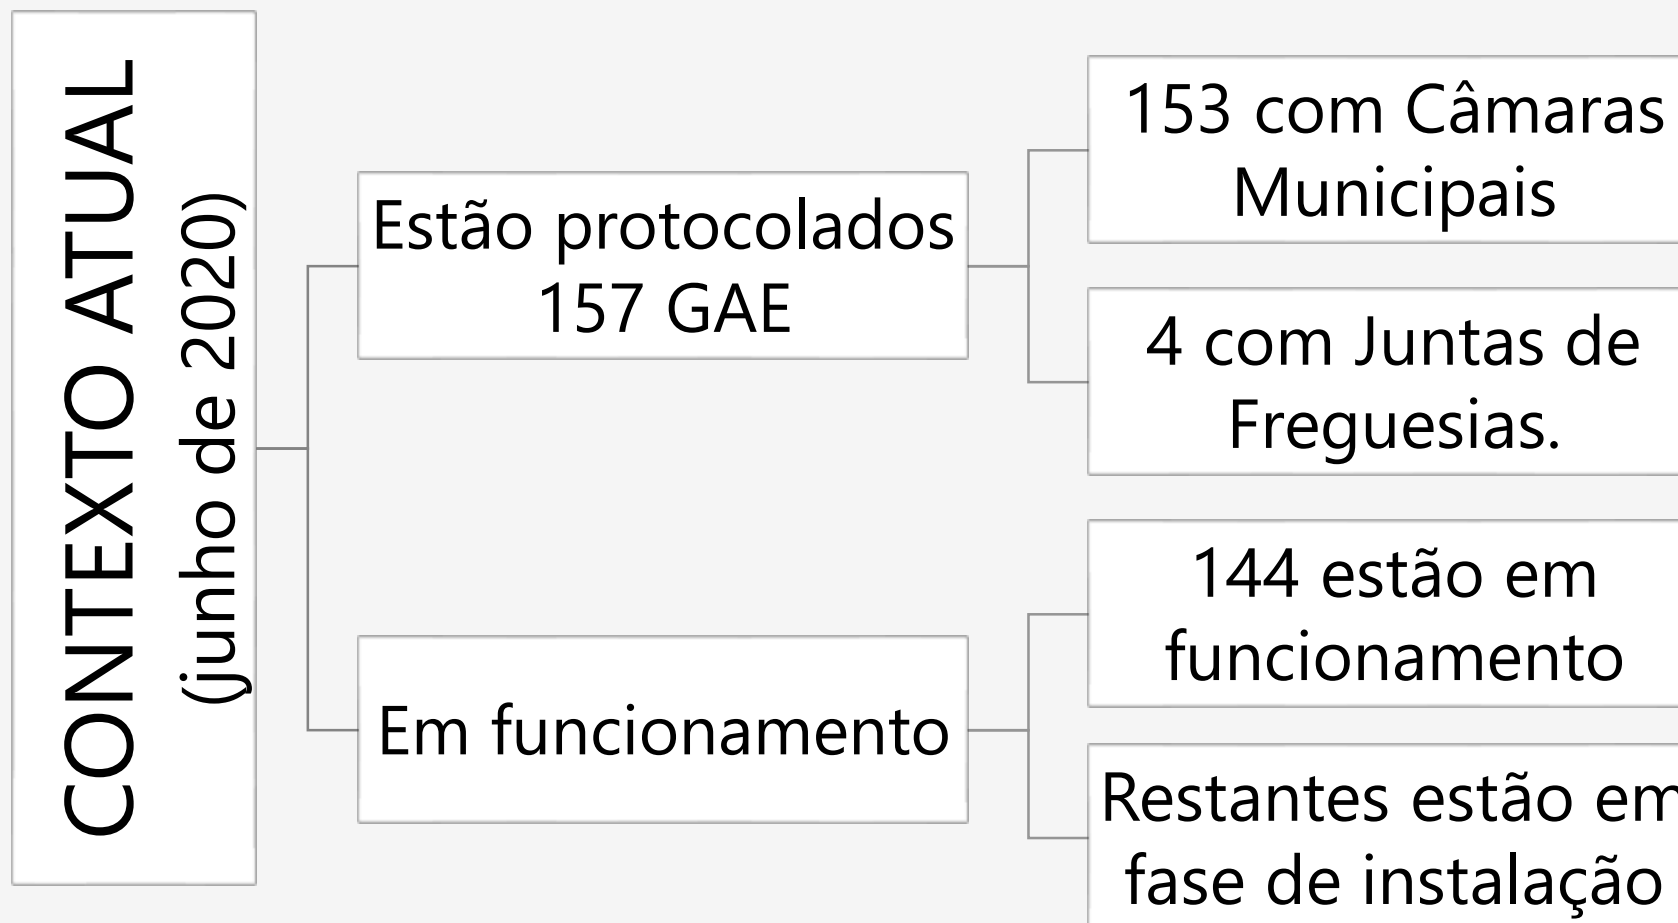 CONTEXTO ATUAL
(junho de 2020)
Estão protocolados
157 GAE
153 com Câmaras
Municipais
4 com Juntas de
Freguesias.
Em funcionamento
144 estão em
funcionamento
Restantes estão em
fase de instalação